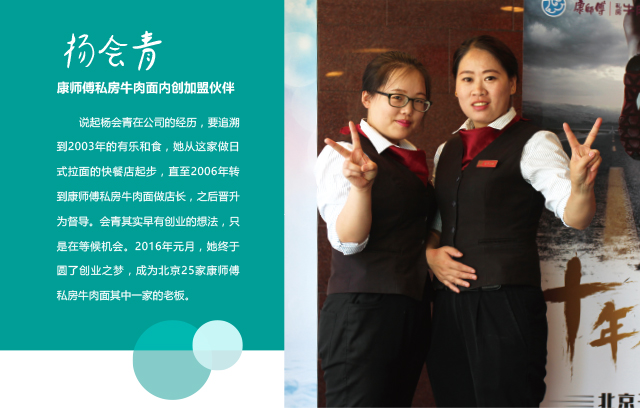 杨会青
康师傅私房牛肉面内创加盟伙伴
说起杨会青在公司的经历，要追溯
到2003年的有乐和食，她从这家做日
式拉面的快餐店起步，直至2006年转
到康师傅私房牛肉面做店长，之后晋升
为督导。会青其实早有创业的想法，只
是在等候机会。2016年元月，她终于
圆了创业之梦，成为北京25家康师傅
私房牛肉面其中一家的老板。
康师傅
十年
北京